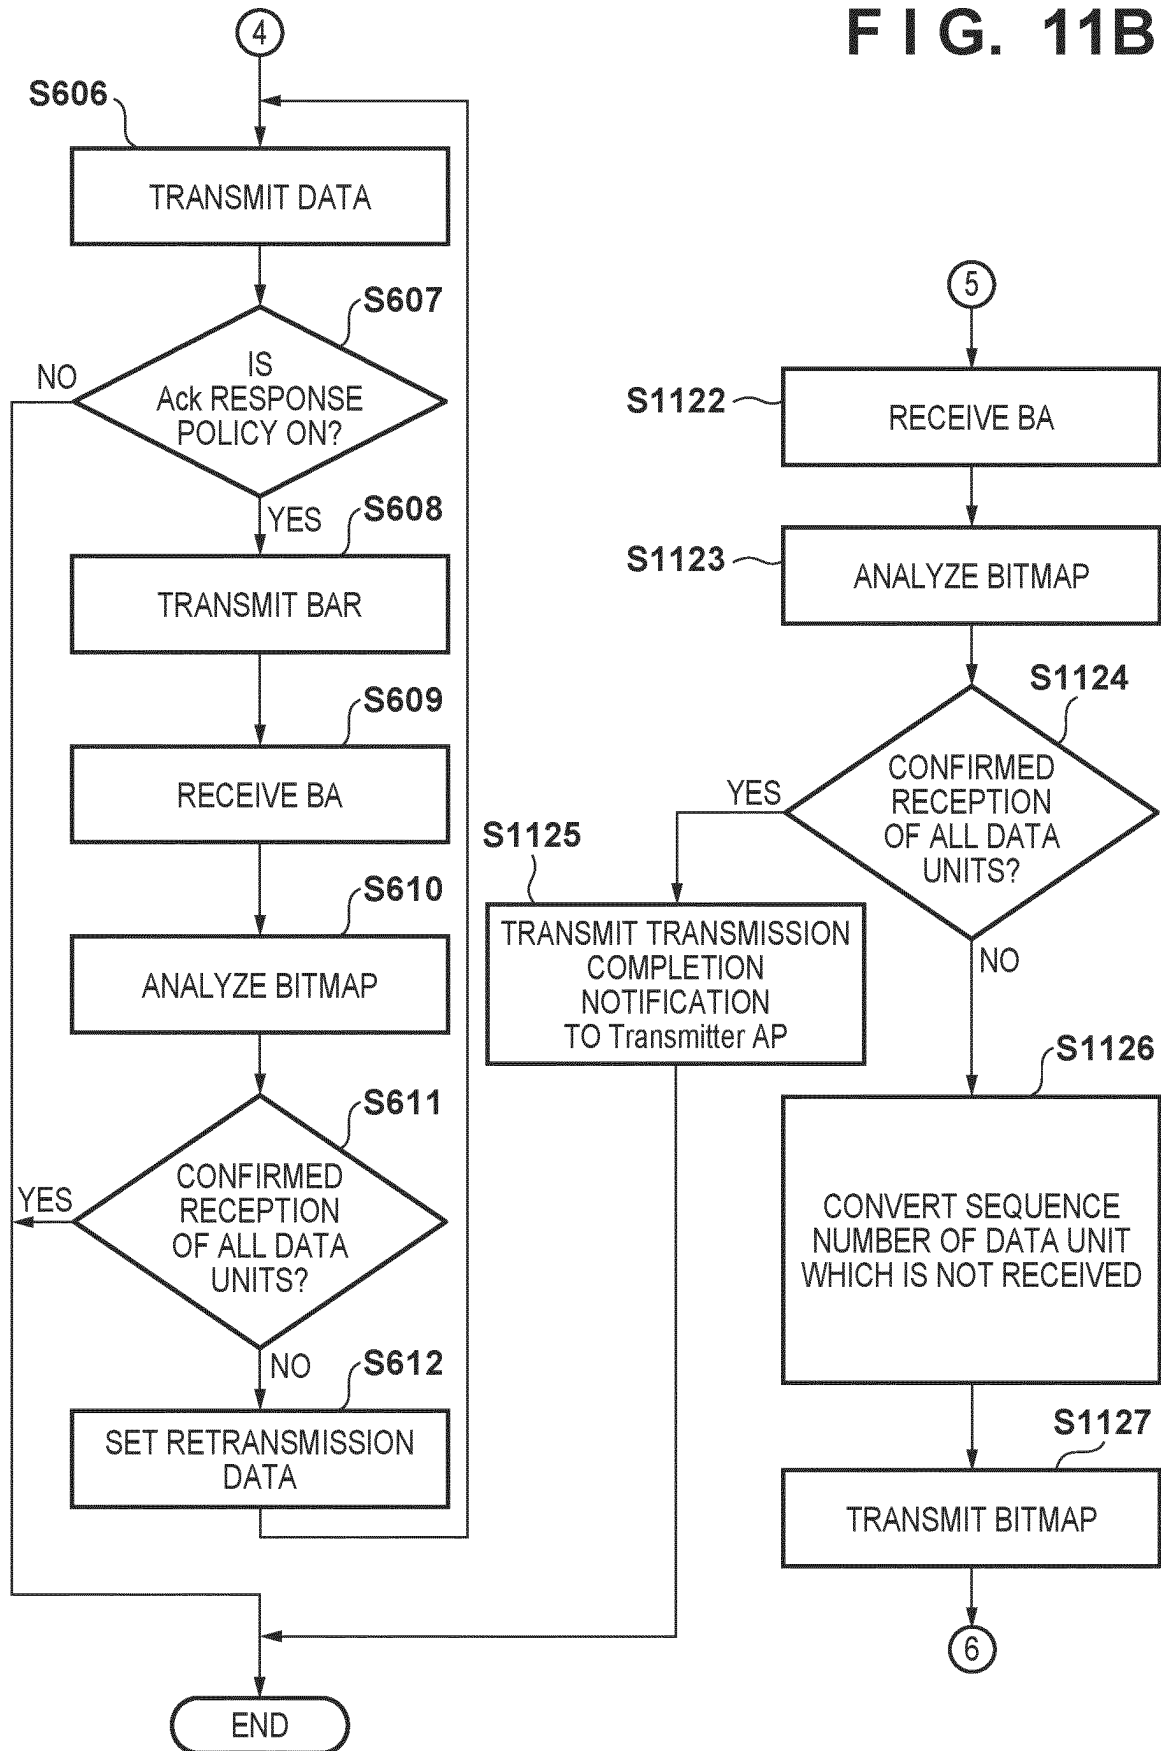 FIG. 11B
4
S606
TRANSMIT DATA
S607
IS
Ack RESPONSE
POLICY ON?
NO
YES
S608
TRANSMIT BAR
S609
RECEIVE BA
S610
ANALYZE BITMAP
S611
CONFIRMED
RECEPTION
OF ALL DATA
UNITS?
YES
NO
S612
SET RETRANSMISSION
DATA
END
5
S1122
RECEIVE BA
S1123
ANALYZE BITMAP
S1124
CONFIRMED
RECEPTION
OF ALL DATA
UNITS?
YES
NO
S1125
TRANSMIT TRANSMISSION
COMPLETION
NOTIFICATION
TO Transmitter AP
S1126
CONVERT SEQUENCE
NUMBER OF DATA UNIT
WHICH IS NOT RECEIVED
S1127
TRANSMIT BITMAP
6